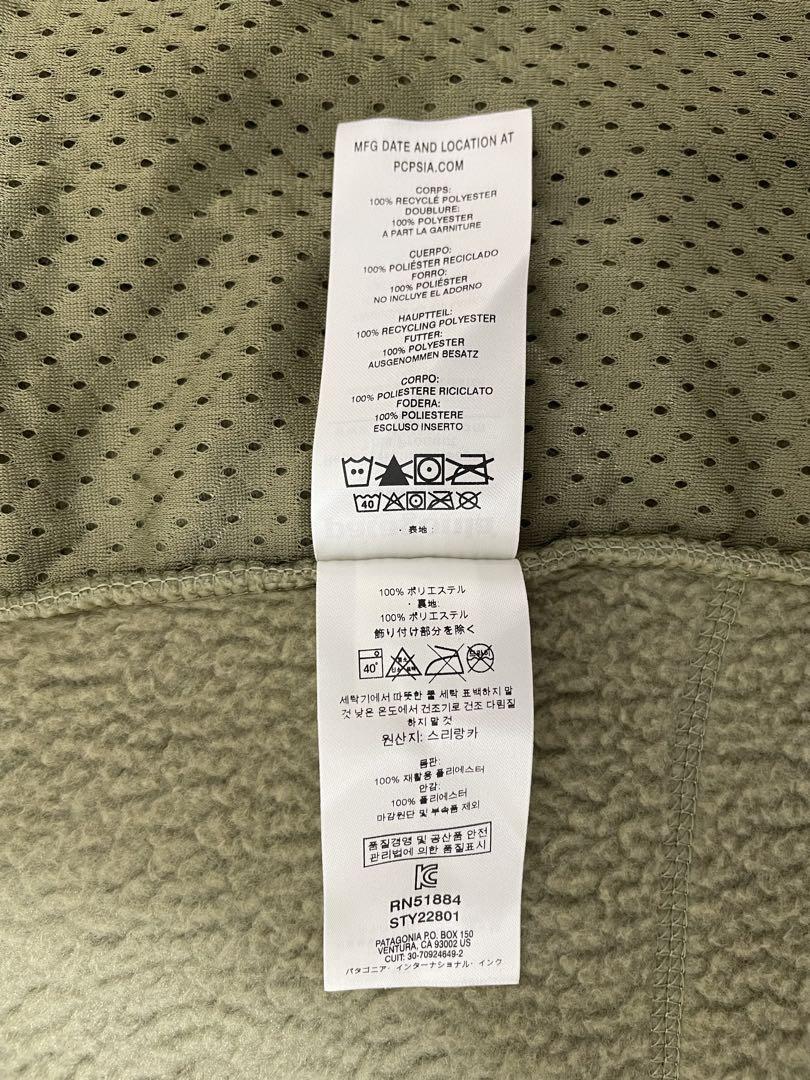 MFG DATE AND LOCATION AT
PCPSIA.COM
CORPS:
100% RECYCLÉ POLYESTER
DOUBLURE:
100% POLYESTER
A PART LA GARNITURE
CUERPO:
100% POLIÉSTER RECICLADO
FORRO:
100% POLIÉSTER
NO INCLUYE EL ADORNO
HAUPTTEIL:
100% RECYCLING POLYESTER
FUTTER:
100% POLYESTER
AUSGENOMMEN BESATZ
CORPO:
100% POLIESTERE RICICLATO
FODERA:
100% POLIESTERE
ESCLUSO INSERTO
40
・表地:
100% ポリエステル
・裏地:
100% ポリエステル
飾り付け部分を除く
40°
세탁기에서 따뜻한 물 세탁 표백하지 말
것 낮은 온도에서 건조기로 건조 다림질
하지 말 것
원산지: 스리랑카
몸판:
100% 재활용 폴리에스터
안감:
100% 폴리에스터
마감원단 및 부속품 제외
품질경영 및 공산품 안전
관리법에 의한 품질표시
RN51884
STY22801
PATAGONIA P.O. BOX 150
VENTURA, CA 93002 US
CUIT: 30-70924649-2
パタゴニア・インターナショナル・インク